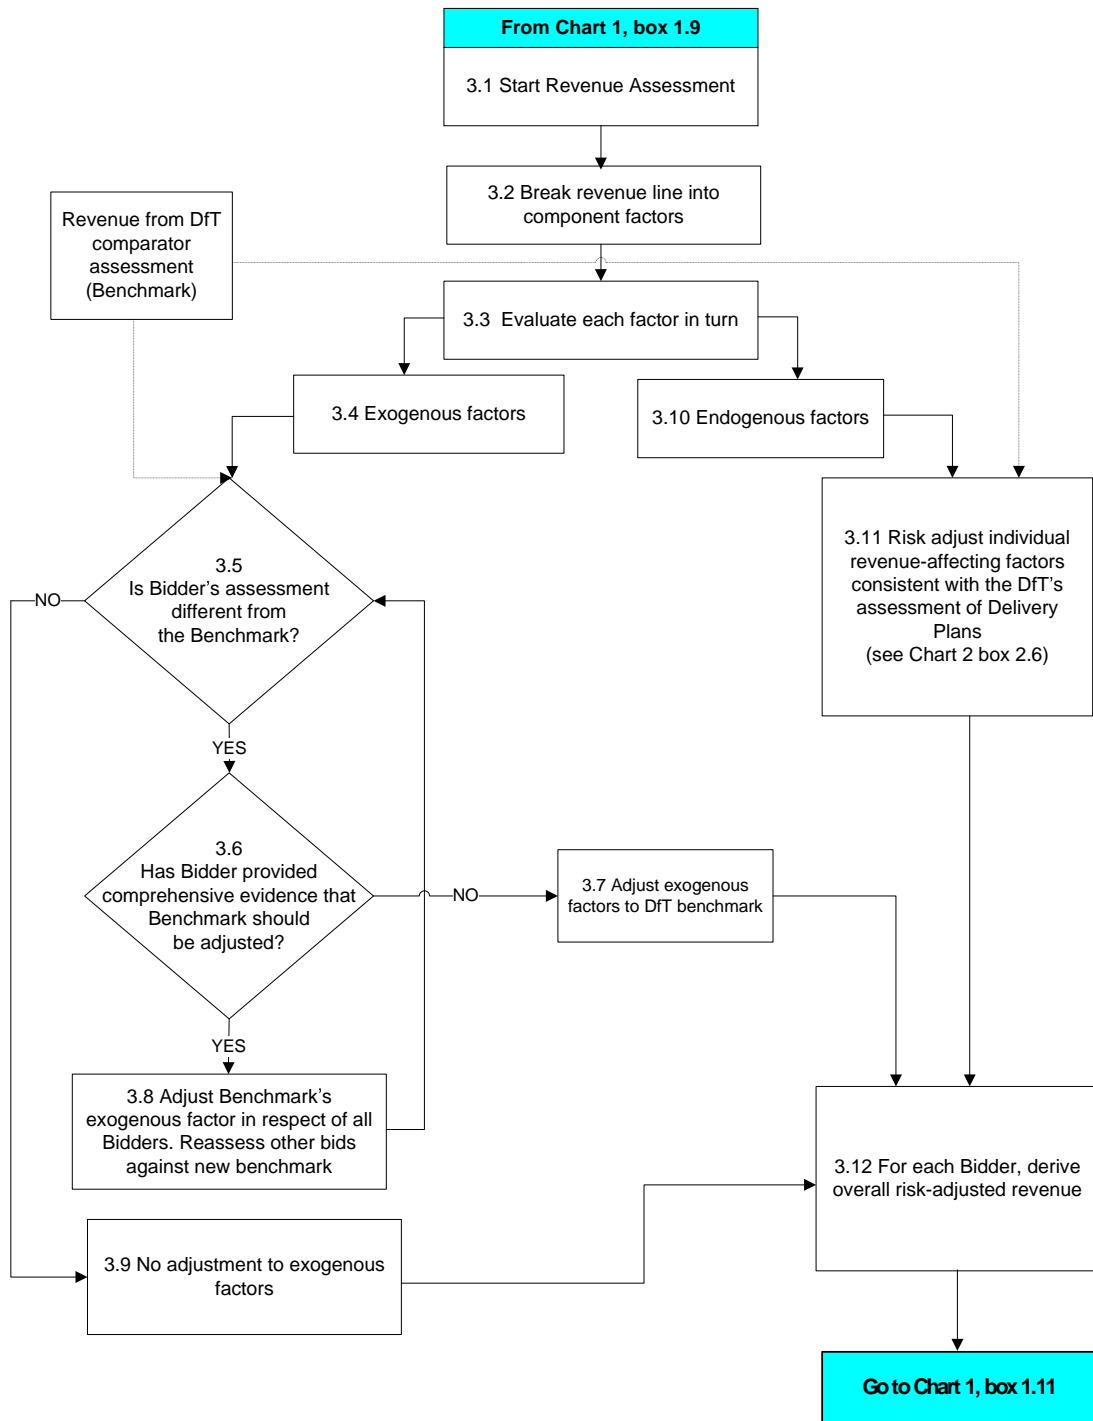 From Chart 1, box 1.9
3.1 Start Revenue Assessment
3.2 Break revenue line into
component factors
Revenue from DfT
comparator
assessment
(Benchmark)
3.3 Evaluate each factor in turn
3.4 Exogenous factors
3.10 Endogenous factors
3.5
Is Bidder's assessment
different from
the Benchmark?
NO
YES
3.11 Risk adjust individual
revenue-affecting factors
consistent with the DfT's
assessment of Delivery
Plans
(see Chart 2 box 2.6)
3.6
Has Bidder provided
comprehensive evidence that
Benchmark should
be adjusted?
NO
YES
3.7 Adjust exogenous
factors to DfT benchmark
3.8 Adjust Benchmark's
exogenous factor in respect of all
Bidders. Reassess other bids
against new benchmark
3.12 For each Bidder, derive
overall risk-adjusted revenue
3.9 No adjustment to exogenous
factors
Go to Chart 1, box 1.11